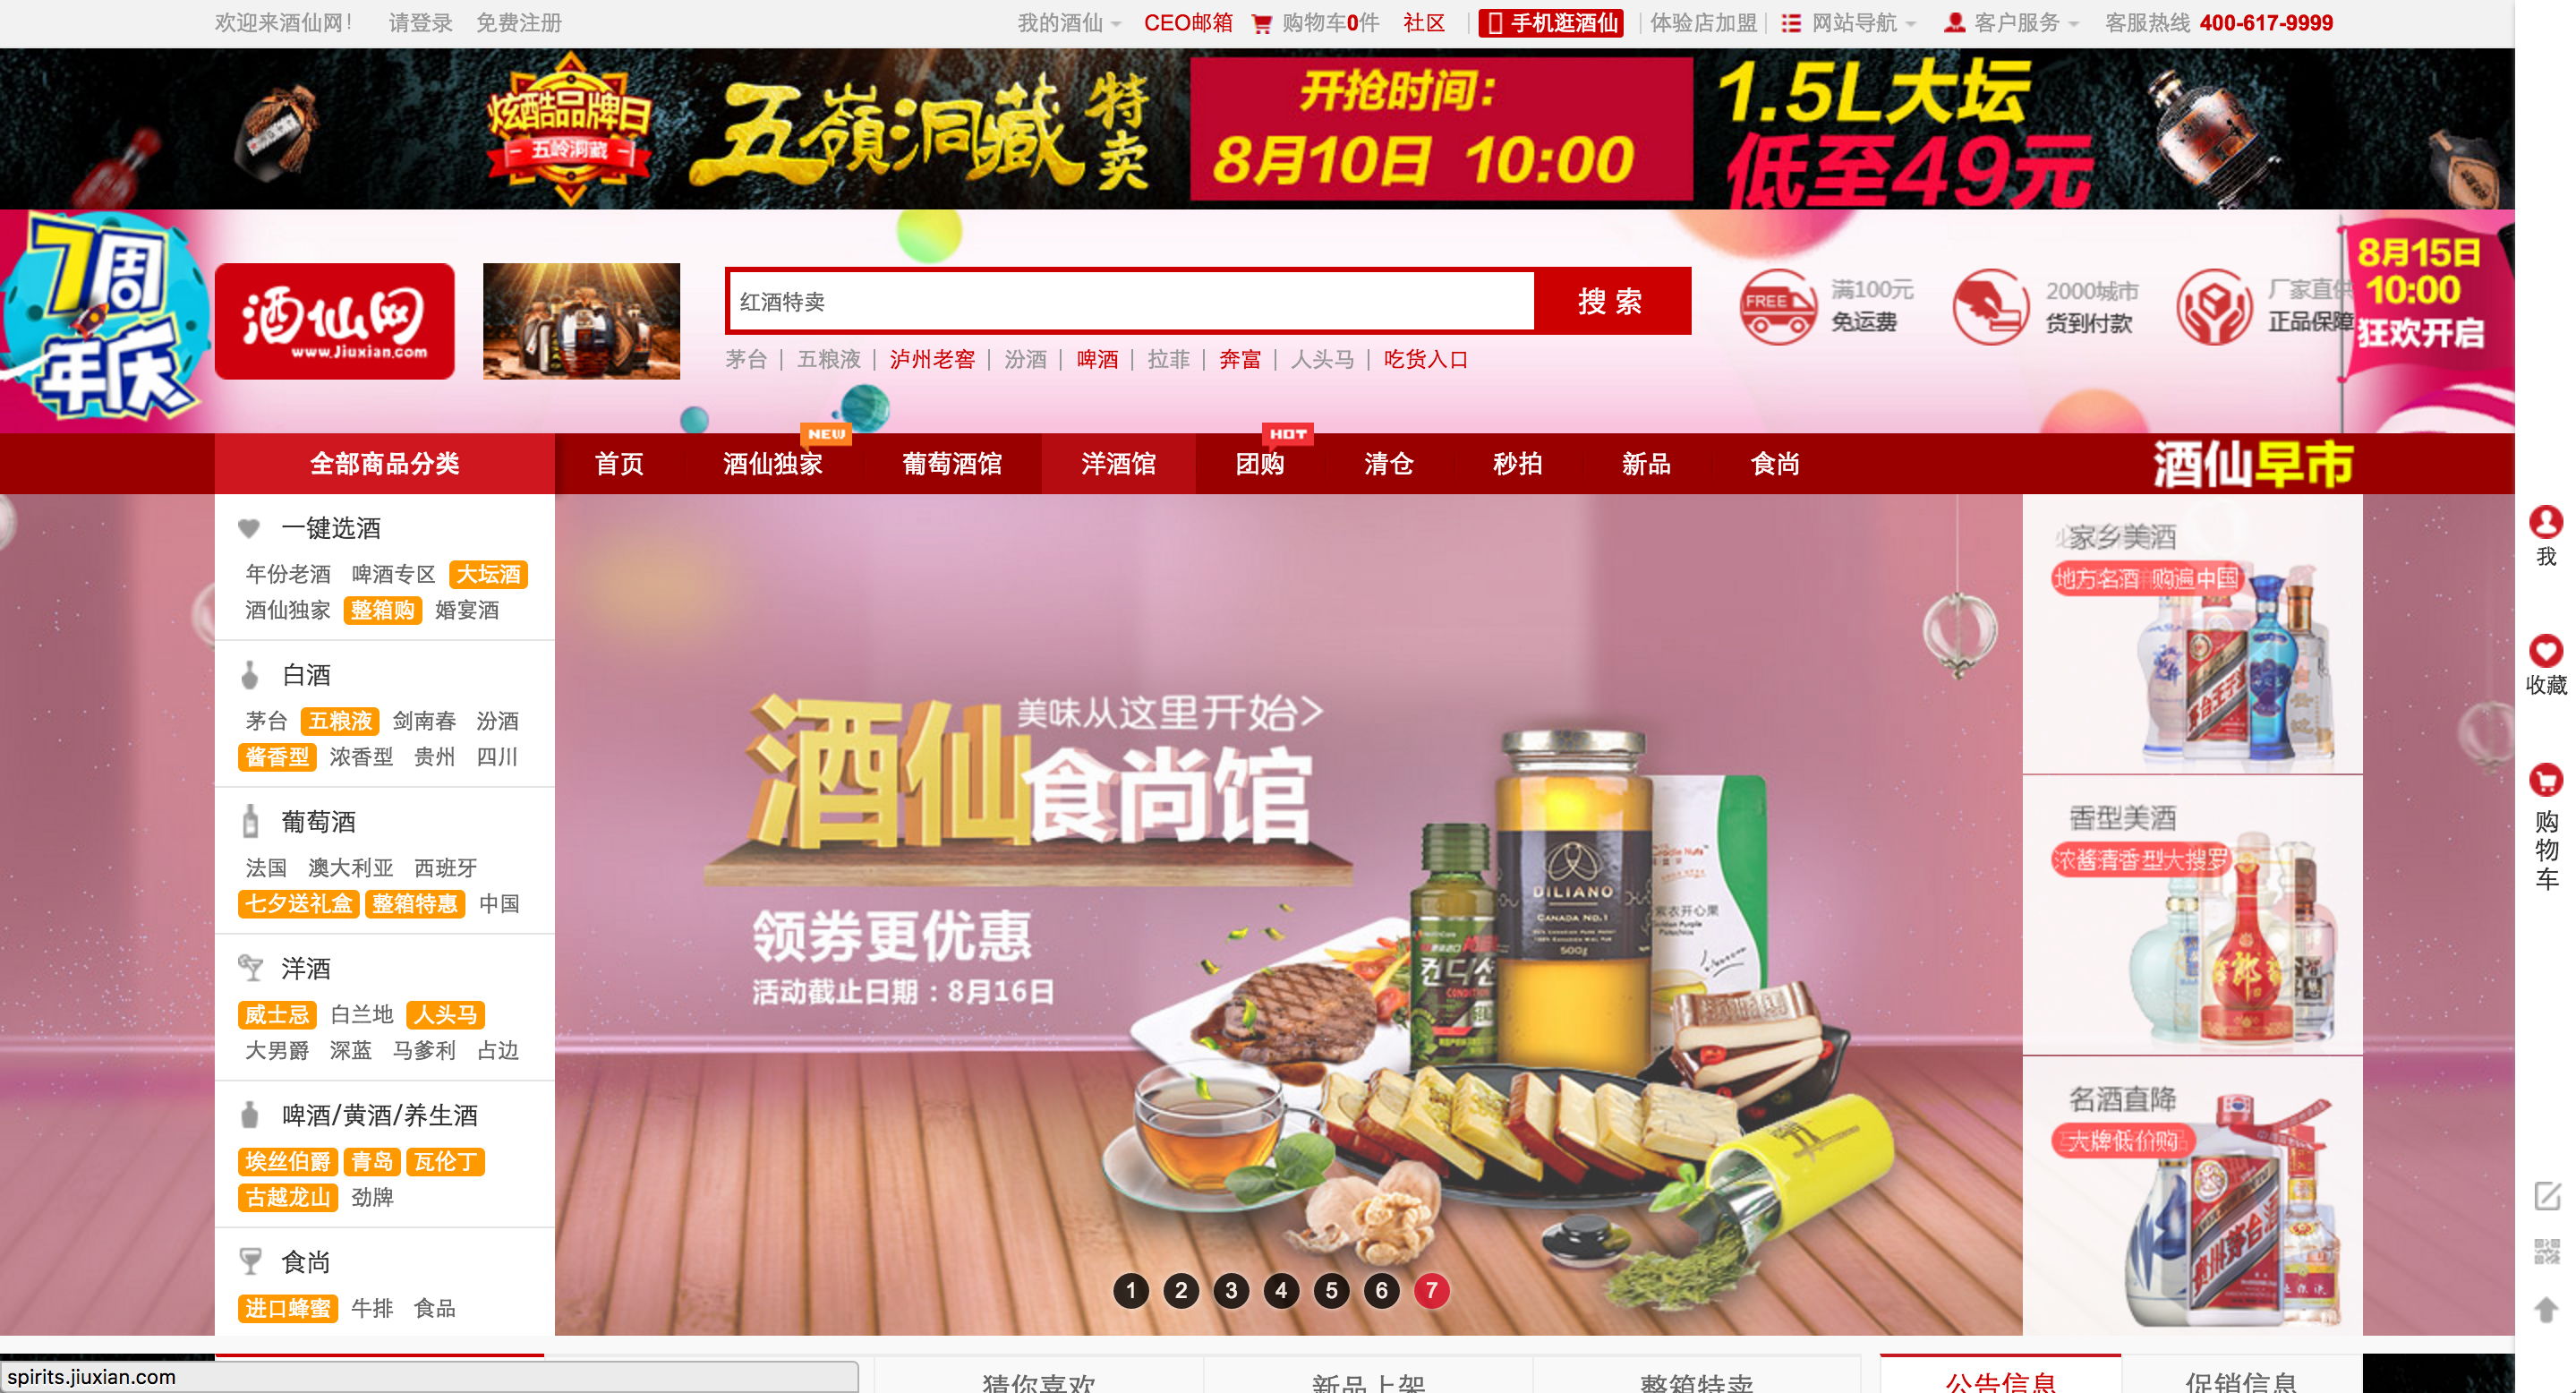 欢迎来酒仙网！ 请登录 免费注册
我的酒仙 CEO邮箱 购物车0件 社区 手机逛酒仙 体验店加盟 网站导航 客户服务 客服热线 400-617-9999
炫酷品牌日
五岭洞藏
五嶺洞藏 特卖
开抢时间：
8月10日 10:00
1.5L大坛
低至49元
7周年庆
酒仙网
www.Jiuxian.com
红酒特卖
搜索
茅台 | 五粮液 | 泸州老窖 | 汾酒 | 啤酒 | 拉菲 | 奔富 | 人头马 | 吃货入口
FREE
满100元
免运费
2000城市
货到付款
厂家直供
正品保障
8月15日
10:00
狂欢开启
NEW
HOT
全部商品分类 首页 酒仙独家 葡萄酒馆 洋酒馆 团购 清仓 秒拍 新品 食尚 酒仙早市
一键选酒
年份老酒 啤酒专区 大坛酒
酒仙独家 整箱购 婚宴酒
白酒
茅台 五粮液 剑南春 汾酒
酱香型 浓香型 贵州 四川
葡萄酒
法国 澳大利亚 西班牙
七夕送礼盒 整箱特惠 中国
洋酒
威士忌 白兰地 人头马
大男爵 深蓝 马爹利 占边
啤酒/黄酒/养生酒
埃丝伯爵 青岛 瓦伦丁
古越龙山 劲牌
食尚
进口蜂蜜 牛排 食品
美味从这里开始>
酒仙食尚馆
领券更优惠
活动截止日期：8月16日
DILIANO
CANADA NO.1
500g
紫衣开心果
Golden Purple
Pistachios
컨디션
CONDITION
1 2 3 4 5 6 7
家乡美酒
地方名酒 购遍中国
香型美酒
浓酱清香型大搜罗
郎
名酒直降
大牌低价购
贵州茅台酒
我
收藏
购物车
spirits.jiuxian.com
猜你喜欢 新品上架 整箱特卖 公告信息 促销信息